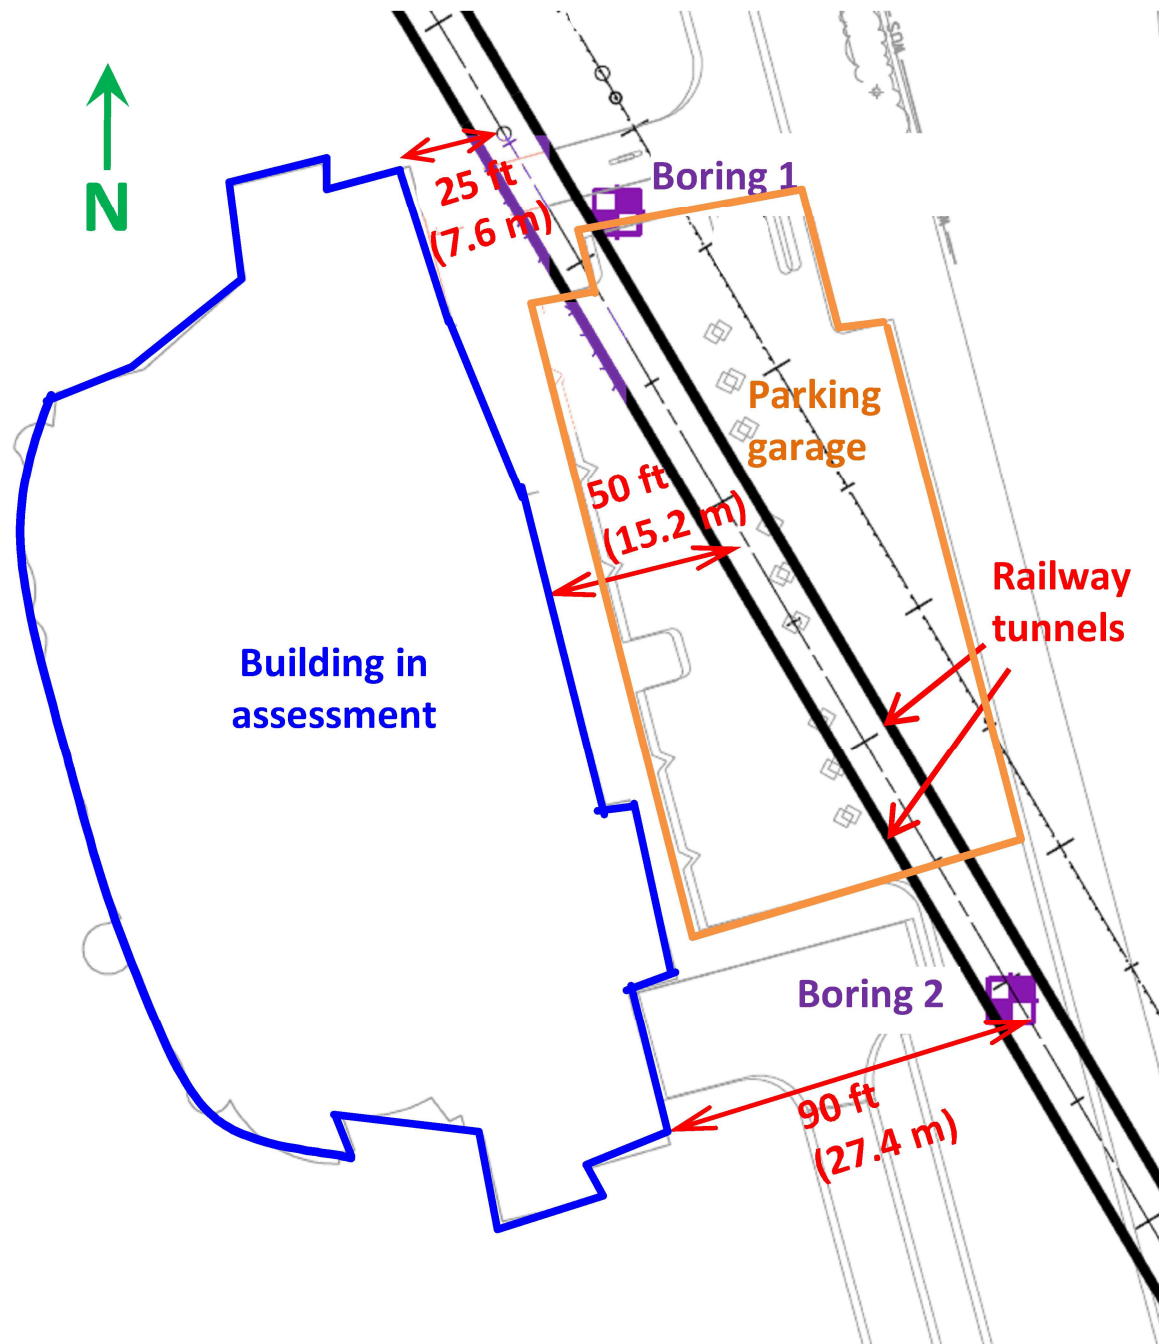 Boring 1
N
25 ft
(7.6 m)
Parking
garage
50 ft
(15.2 m)
Railway
tunnels
Building in
assessment
Boring 2
90 ft
(27.4 m)